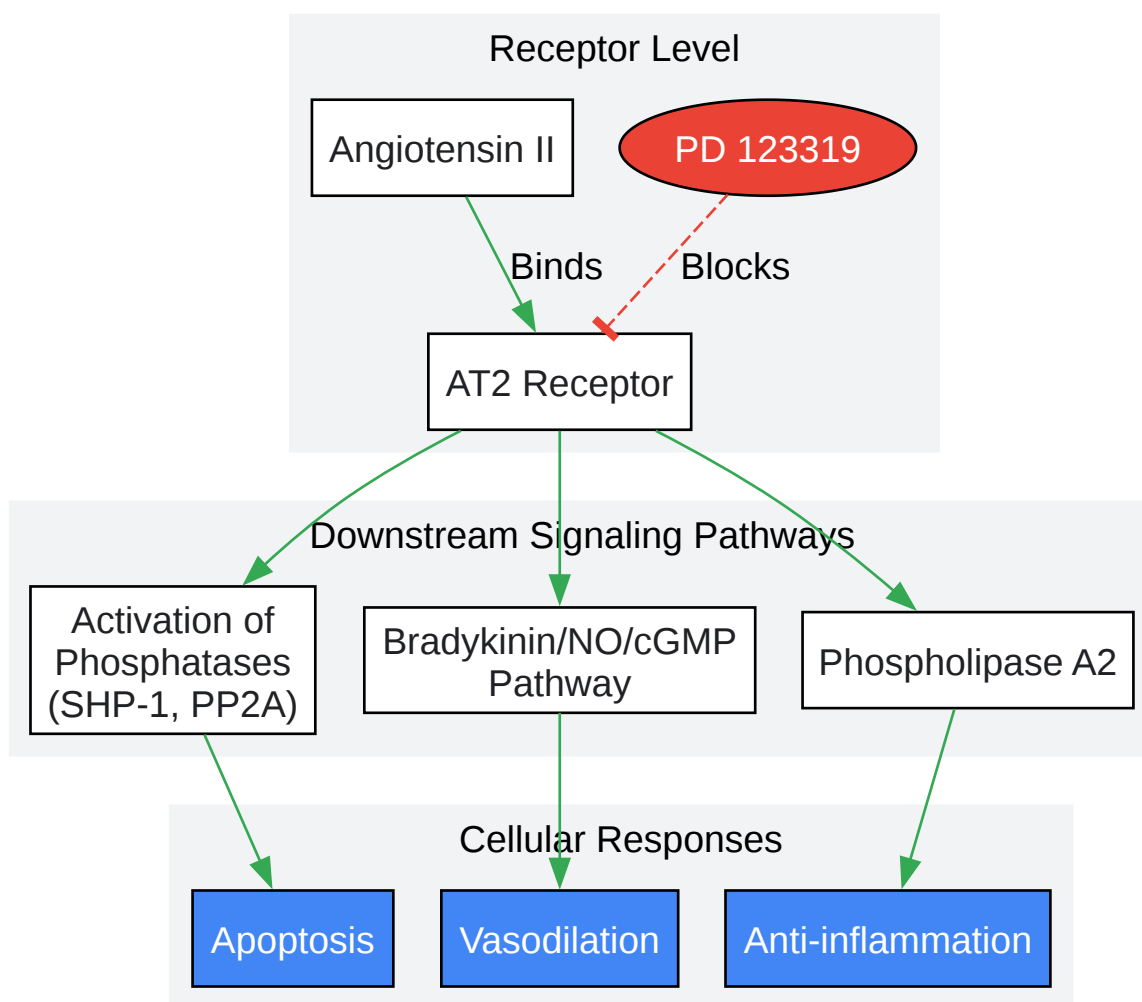 Receptor Level
Angiotensin II
PD 123319
Binds
Blocks
AT2 Receptor
Downstream Signaling Pathways
Activation of
Phosphatases
(SHP-1, PP2A)
Bradykinin/NO/cGMP
Pathway
Phospholipase A2
Cellular Responses
Apoptosis
Vasodilation
Anti-inflammation